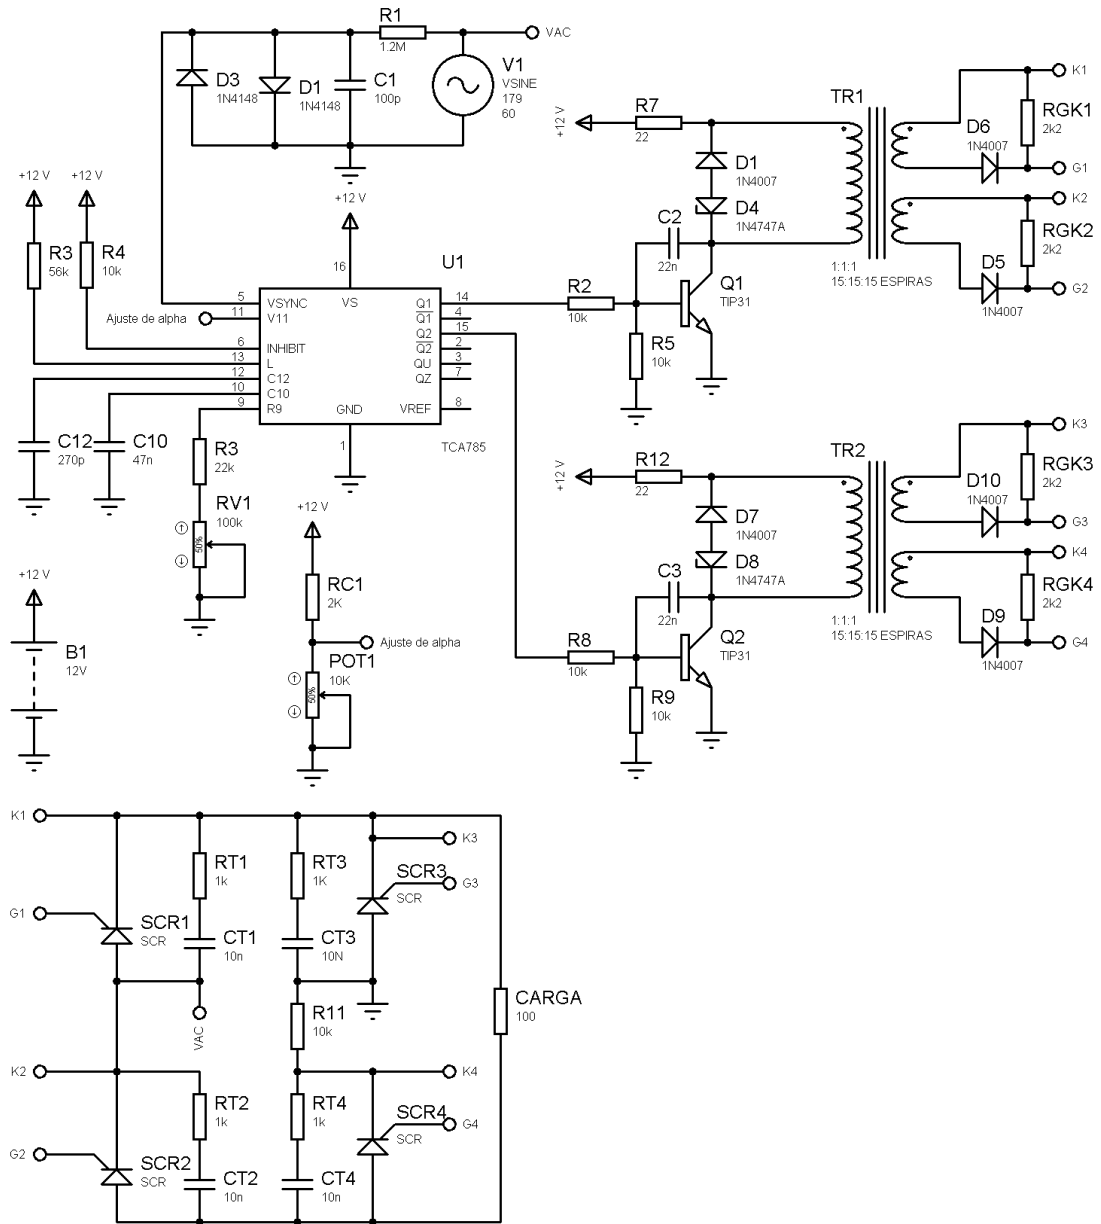 R1
1.2M
VAC
V1
VSINE
179
60
D3
1N4148
D1
1N4148
C1
100p
+12 V
+12 V
R3
56k
R4
10k
+12 V
16
U1
VS
5
VSYNC
11
V11
Ajuste de alpha
6
INHIBIT
13
L
12
C12
10
C10
9
R9
GND
1
Q1
14
Q1
4
Q2
15
Q2
2
QU
3
QZ
7
VREF
8
TCA785
C12
270p
C10
47n
R3
22k
RV1
100k
50%
+12 V
RC1
2K
Ajuste de alpha
POT1
10K
50%
+12 V
B1
12V
+12 V
R7
22
D1
1N4007
D4
1N4747A
C2
22n
R2
10k
R5
10k
Q1
TIP31
TR1
1:1:1
15:15:15 ESPIRAS
K1
RGK1
2k2
D6
1N4007
G1
K2
RGK2
2k2
D5
1N4007
G2
+12 V
R12
22
D7
1N4007
D8
1N4747A
C3
22n
R8
10k
R9
10k
Q2
TIP31
TR2
1:1:1
15:15:15 ESPIRAS
K3
RGK3
2k2
D10
1N4007
G3
K4
RGK4
2k2
D9
1N4007
G4
K1
K3
RT1
1k
RT3
1K
SCR3
SCR
G3
G1
SCR1
SCR
CT1
10n
CT3
10N
VAC
R11
10k
CARGA
100
K2
K4
RT2
1k
RT4
1k
SCR4
SCR
G4
G2
SCR2
SCR
CT2
10n
CT4
10n